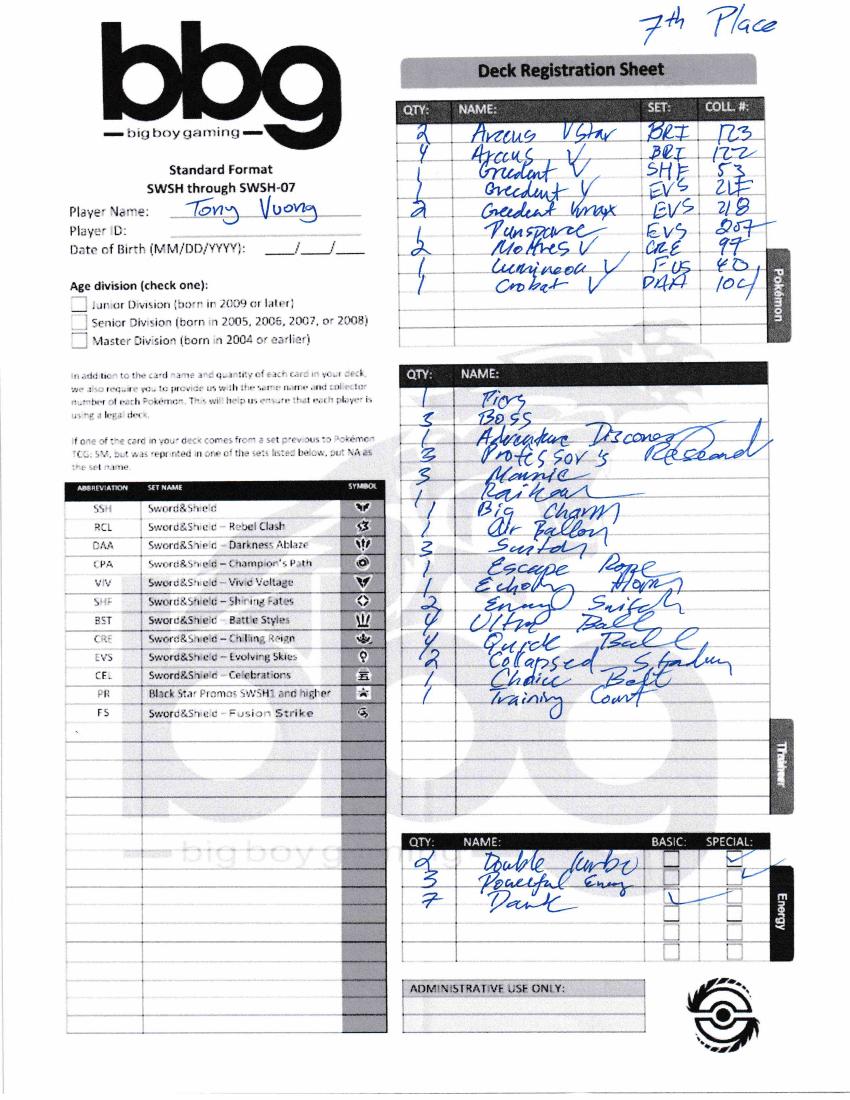 7th Place
bbg
big boy gaming
Standard Format
SWSH through SWSH-07
Player Name: Tony Vuong
Player ID:
Date of Birth (MM/DD/YYYY): ___/___/___
Age division (check one):
Junior Division (born in 2009 or later)
Senior Division (born in 2005, 2006, 2007, or 2008)
Master Division (born in 2004 or earlier)
In addition to the card name and quantity of each card in your deck,
we also require you to provide us with the same name and collector
number of each Pokémon. This will help us ensure that each player is
using a legal deck.
If one of the card in your deck comes from a set previous to Pokémon
TCG: SM, but was reprinted in one of the sets listed below, put NA as
the set name.
ABBREVIATION SET NAME SYMBOL
SSH Sword&Shield
RCL Sword&Shield – Rebel Clash
DAA Sword&Shield – Darkness Ablaze
CPA Sword&Shield – Champion's Path
VIV Sword&Shield – Vivid Voltage
SHF Sword&Shield – Shining Fates
BST Sword&Shield – Battle Styles
CRE Sword&Shield – Chilling Reign
EVS Sword&Shield – Evolving Skies
CEL Sword&Shield – Celebrations
PR Black Star Promos SWSH1 and higher
FS Sword&Shield – Fusion Strike
Deck Registration Sheet
QTY: NAME: SET: COLL. #:
2 Arceus VStar BRI 123
4 Arceus V BRI 122
1 Greedent V SHF 53
1 Greedent V EVS 217
2 Greedent Vmax EVS 218
1 Dunsparce EVS 207
2 Moltres V CRE 97
1 Lumineon V FUS 40
1 Crobat V DAA 104
Pokémon
QTY: NAME:
1
3 Boss
1 Adventure Discovery
3 Professor's Research
3 Marnie
1 Raihan
1 Big Charm
1 Air Ballon
3 Switch
1 Escape Rope
1 Echoing Horn
2 Energy Switch
4 Ultra Ball
4 Quick Ball
2 Collapsed Stadium
1 Choice Belt
1 Training Court
Trainer
QTY: NAME: BASIC: SPECIAL:
2 Double turbo
3 Powerful Energy
7 Dark
Energy
ADMINISTRATIVE USE ONLY: